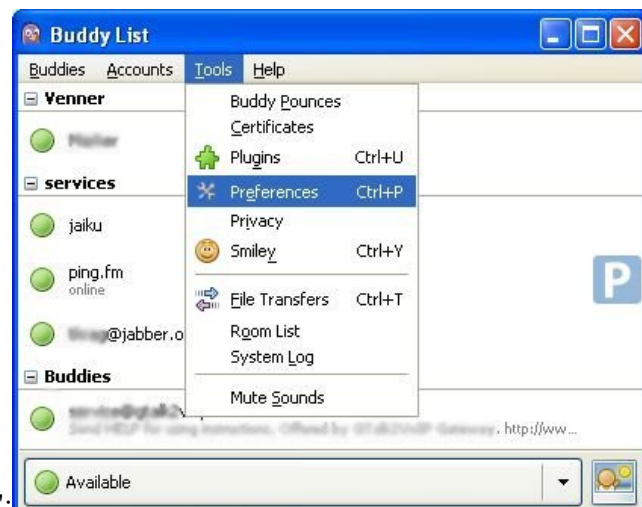 Buddy List
Buddies Accounts Tools Help
Venner
Buddy Pounces
Certificates
Plugins Ctrl+U
services
Preferences Ctrl+P
jaiku
Privacy
Smiley Ctrl+Y
ping.fm
online
P
File Transfers Ctrl+T
@jabber.o
Room List
System Log
Buddies
Mute Sounds
http://www...
Available